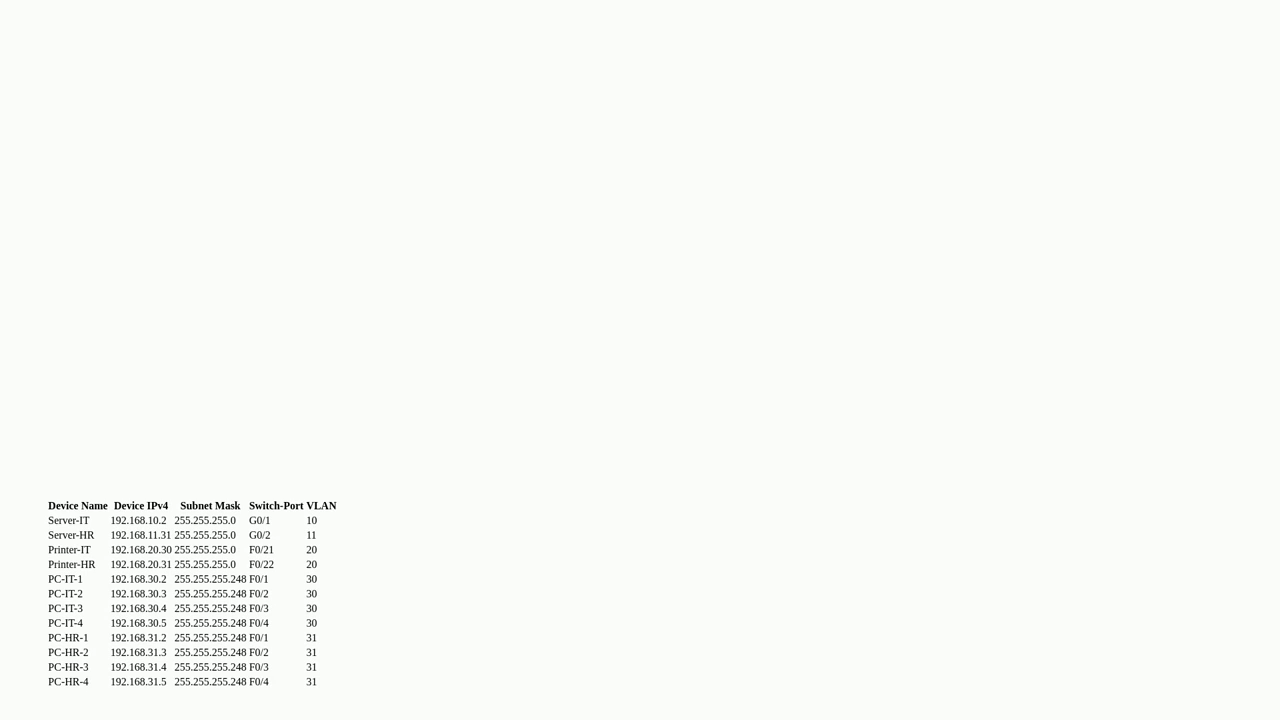 Device Name Device IPv4 Subnet Mask Switch-Port VLAN
Server-IT 192.168.10.2 255.255.255.0 G0/1 10
Server-HR 192.168.11.31 255.255.255.0 G0/2 11
Printer-IT 192.168.20.30 255.255.255.0 F0/21 20
Printer-HR 192.168.20.31 255.255.255.0 F0/22 20
PC-IT-1 192.168.30.2 255.255.255.248 F0/1 30
PC-IT-2 192.168.30.3 255.255.255.248 F0/2 30
PC-IT-3 192.168.30.4 255.255.255.248 F0/3 30
PC-IT-4 192.168.30.5 255.255.255.248 F0/4 30
PC-HR-1 192.168.31.2 255.255.255.248 F0/1 31
PC-HR-2 192.168.31.3 255.255.255.248 F0/2 31
PC-HR-3 192.168.31.4 255.255.255.248 F0/3 31
PC-HR-4 192.168.31.5 255.255.255.248 F0/4 31